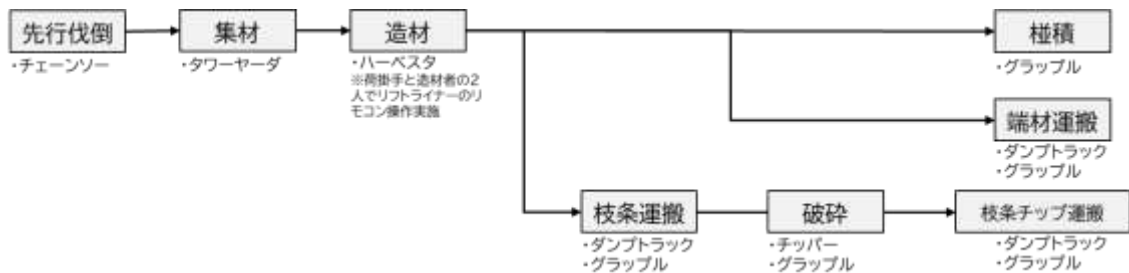 先行伐倒
・チェーンソー
集材
・タワーヤーダ
造材
・ハーベスタ
※荷掛手と造材者の2
人でリフトライナーのリ
モコン操作実施
椪積
・グラップル
端材運搬
・ダンプトラック
・グラップル
枝条運搬
・ダンプトラック
・グラップル
破砕
・チッパー
・グラップル
枝条チップ運搬
・ダンプトラック
・グラップル